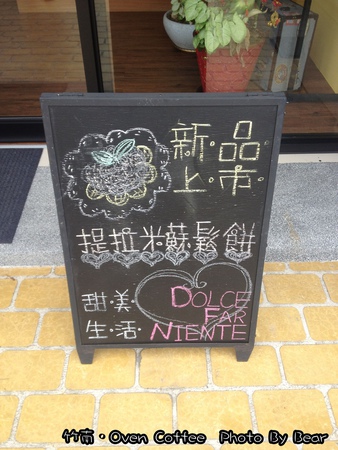 新品
上市
提拉米蘇鬆餅
甜美
生活
DOLCE
FAR
NIENTE
竹南·Oven Coffee Photo By Bear